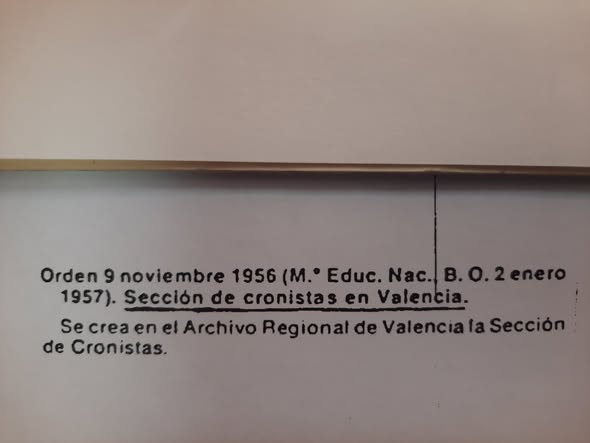 Orden 9 noviembre 1956 (M.º Educ. Nac., B. O. 2 enero
1957). Sección de cronistas en Valencia.
Se crea en el Archivo Regional de Valencia la Sección
de Cronistas.